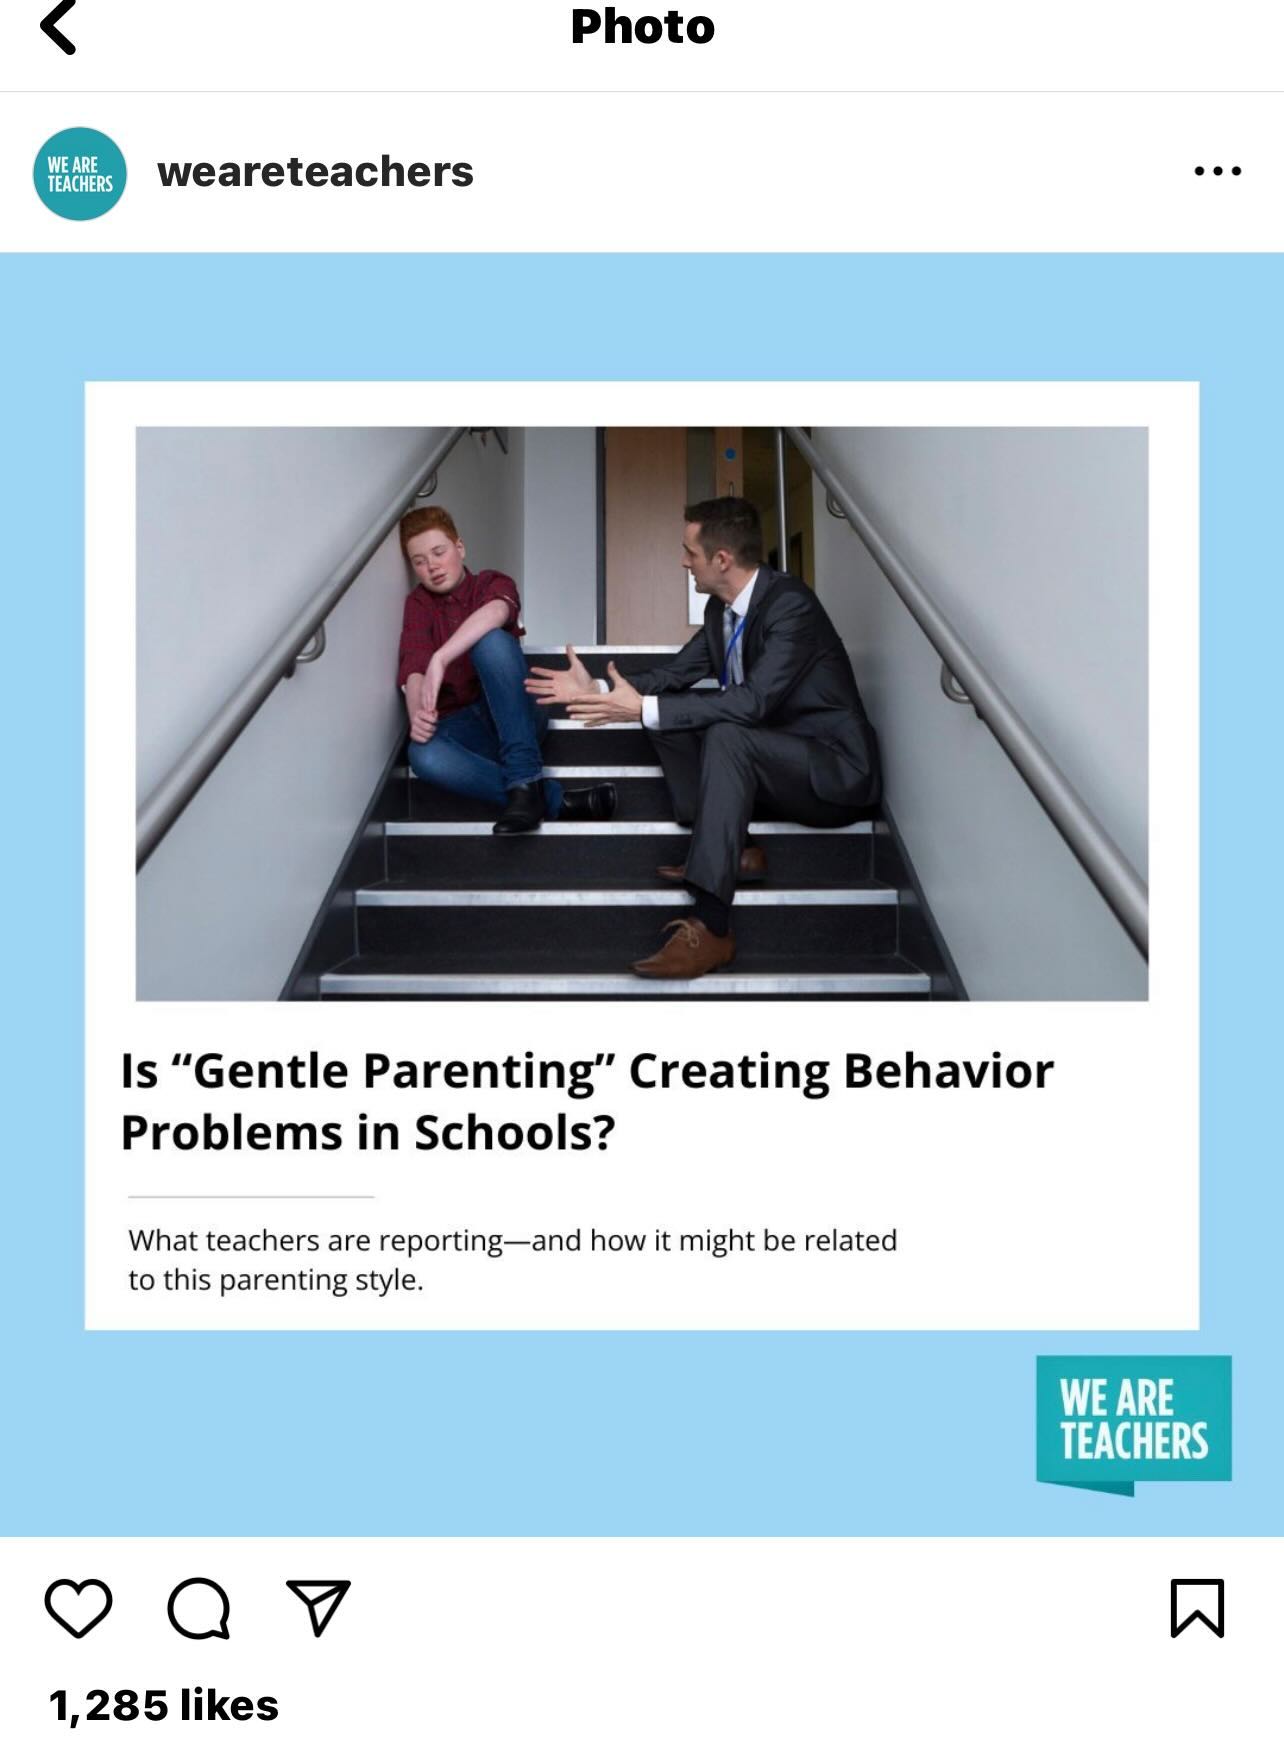 Photo
WE ARE
TEACHERS
weareteachers
Is “Gentle Parenting” Creating Behavior
Problems in Schools?
What teachers are reporting—and how it might be related
to this parenting style.
WE ARE
TEACHERS
1,285 likes